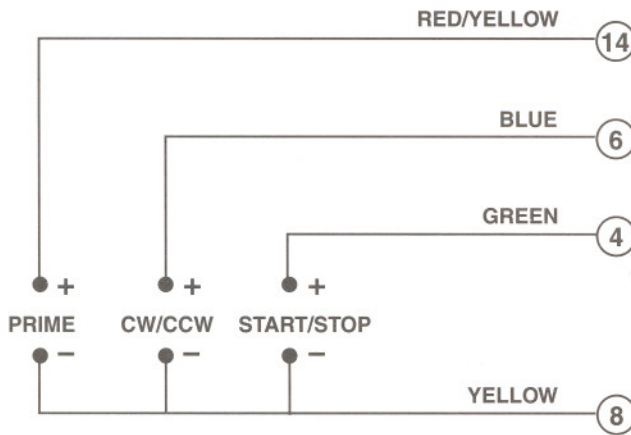 RED/YELLOW
14
BLUE
6
GREEN
4
+ + +
PRIME CW/CCW START/STOP
− − −
YELLOW
8